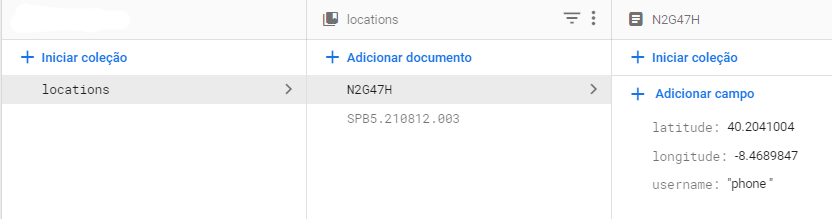 locations
N2G47H
Iniciar coleção
Adicionar documento
Iniciar coleção
locations
N2G47H
SPB5.210812.003
Adicionar campo
latitude: 40.2041004
longitude: -8.4689847
username: "phone "